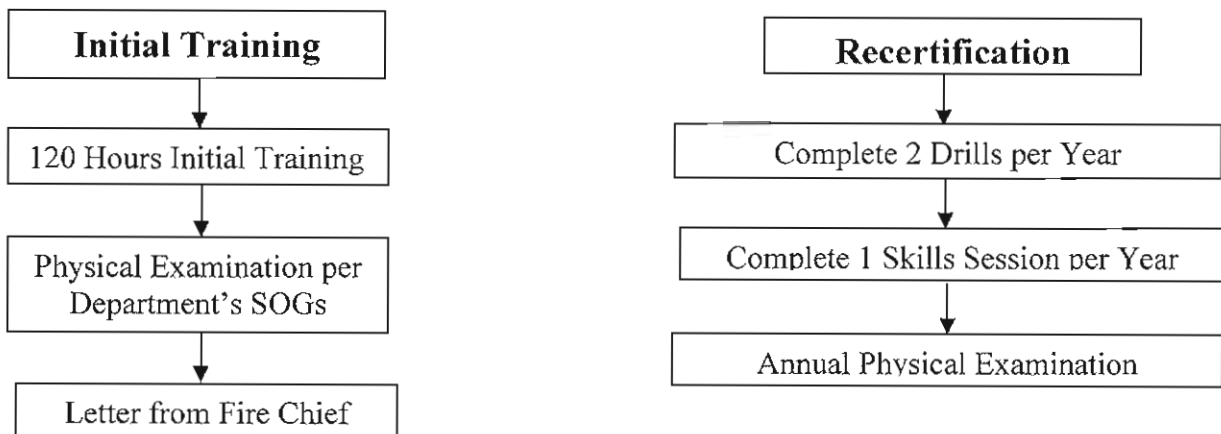 Initial Training
120 Hours Initial Training
Physical Examination per
Department's SOGs
Letter from Fire Chief
Recertification
Complete 2 Drills per Year
Complete 1 Skills Session per Year
Annual Physical Examination